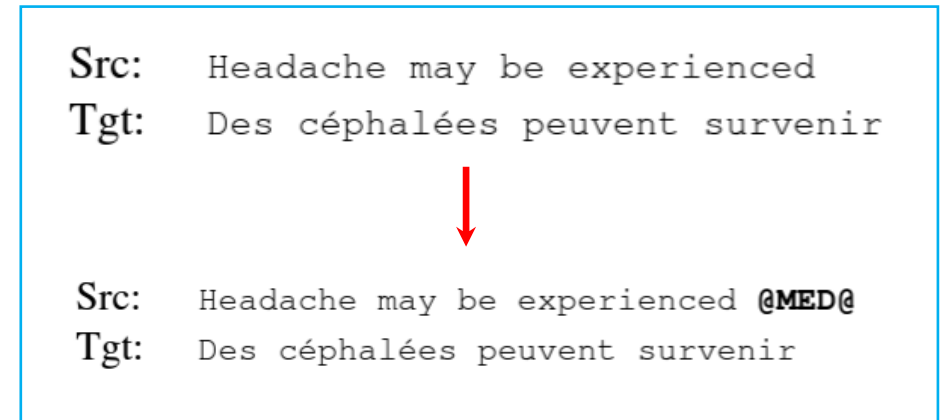 Src: Headache may be experienced
Tgt: Des céphalées peuvent survenir
Src: Headache may be experienced @MED@
Tgt: Des céphalées peuvent survenir